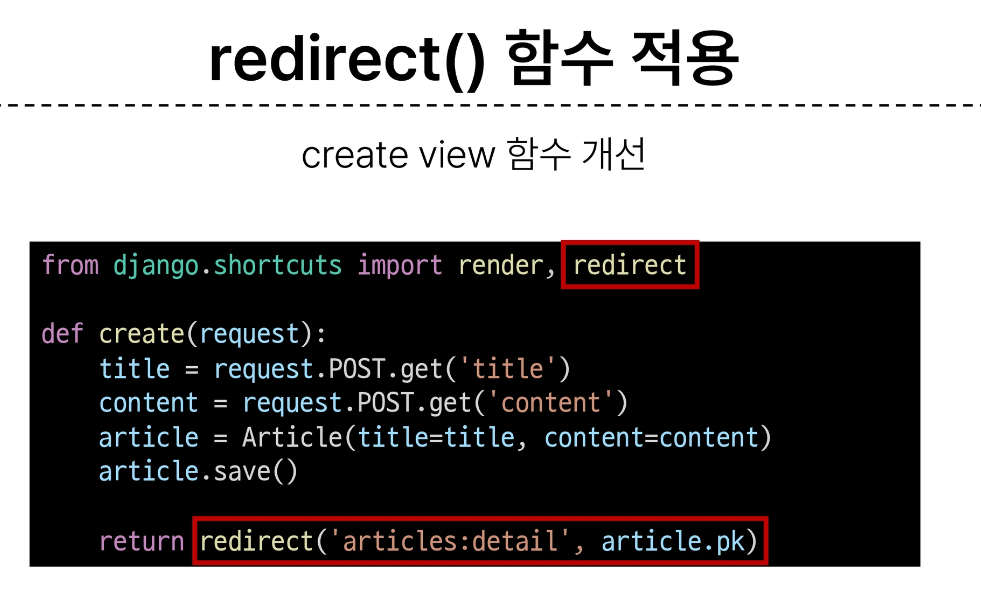 redirect() 함수 적용
create view 함수 개선
from django.shortcuts import render, redirect
def create(request):
    title = request.POST.get('title')
    content = request.POST.get('content')
    article = Article(title=title, content=content)
    article.save()
    return redirect('articles:detail', article.pk)